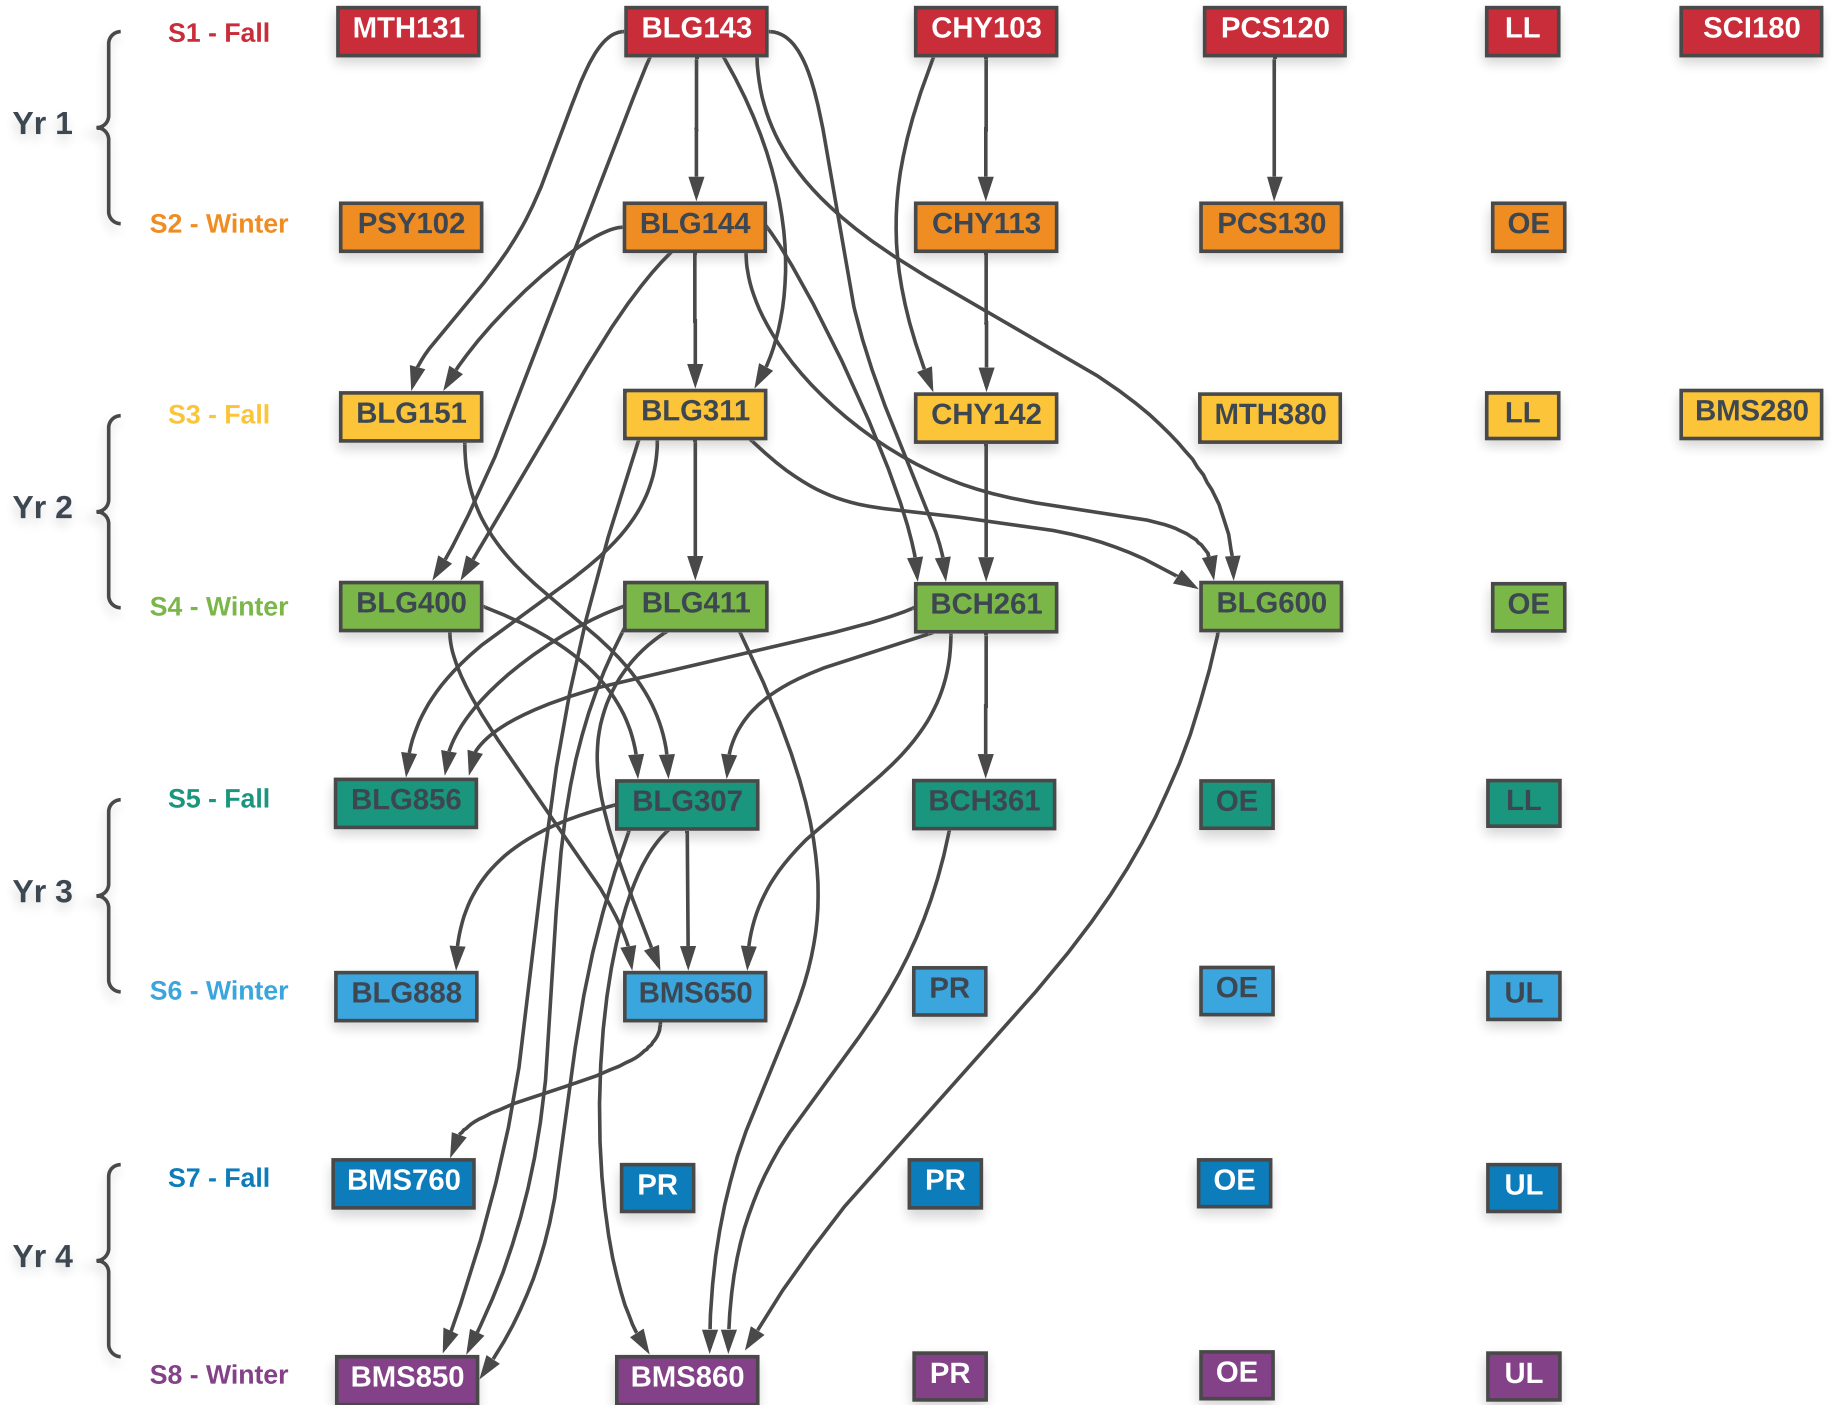 S1 - Fall MTH131 BLG143 CHY103 PCS120 LL SCI180
Yr 1
S2 - Winter PSY102 BLG144 CHY113 PCS130 OE
S3 - Fall BLG151 BLG311 CHY142 MTH380 LL BMS280
Yr 2
S4 - Winter BLG400 BLG411 BCH261 BLG600 OE
S5 - Fall BLG856 BLG307 BCH361 OE LL
Yr 3
S6 - Winter BLG888 BMS650 PR OE UL
S7 - Fall BMS760 PR PR OE UL
Yr 4
S8 - Winter BMS850 BMS860 PR OE UL